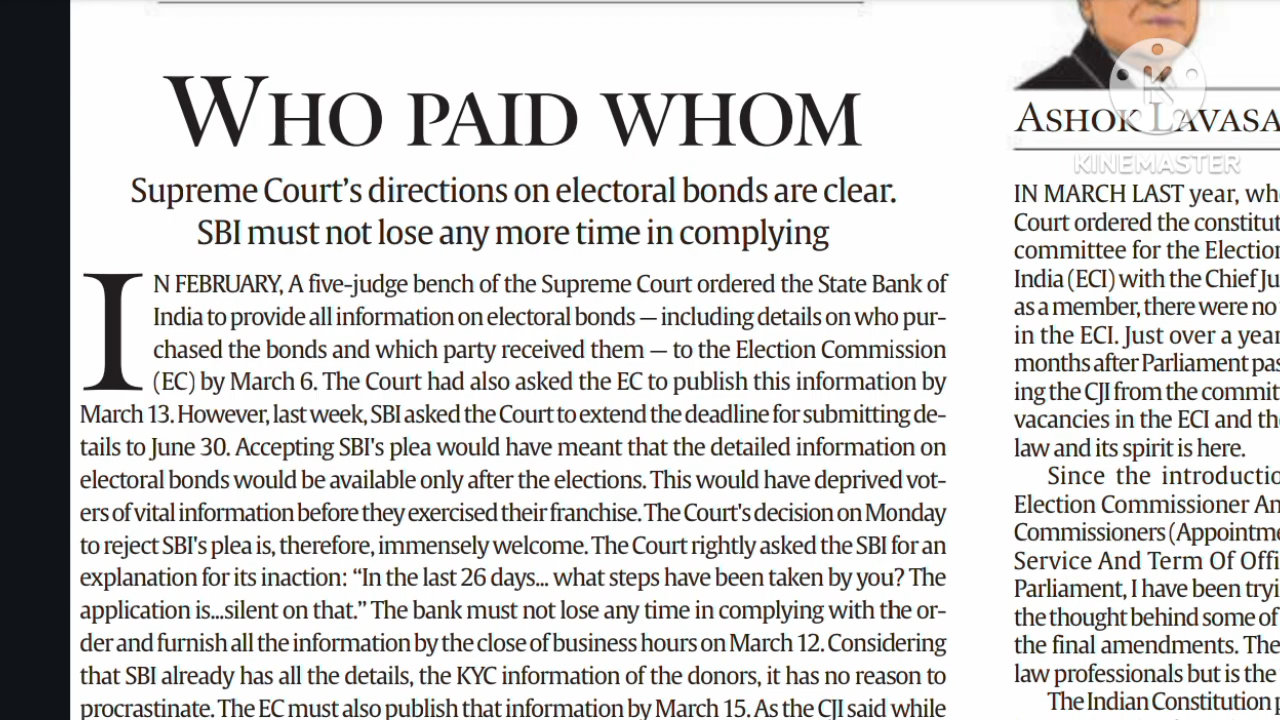 WHO PAID WHOM
Supreme Court's directions on electoral bonds are clear.
SBI must not lose any more time in complying
IN FEBRUARY, A five-judge bench of the Supreme Court ordered the State Bank of
India to provide all information on electoral bonds — including details on who pur-
chased the bonds and which party received them — to the Election Commission
(EC) by March 6. The Court had also asked the EC to publish this information by
March 13. However, last week, SBI asked the Court to extend the deadline for submitting de-
tails to June 30. Accepting SBI's plea would have meant that the detailed information on
electoral bonds would be available only after the elections. This would have deprived vot-
ers of vital information before they exercised their franchise. The Court's decision on Monday
to reject SBI's plea is, therefore, immensely welcome. The Court rightly asked the SBI for an
explanation for its inaction: “In the last 26 days... what steps have been taken by you? The
application is...silent on that.” The bank must not lose any time in complying with the or-
der and furnish all the information by the close of business hours on March 12. Considering
that SBI already has all the details, the KYC information of the donors, it has no reason to
procrastinate. The EC must also publish that information by March 15. As the CJI said while
ASHOK LAVASA
KINEMASTER
IN MARCH LAST year, whe
Court ordered the constitut
committee for the Election
India (ECI) with the Chief Ju
as a member, there were no
in the ECI. Just over a year
months after Parliament pas
ing the CJI from the committ
vacancies in the ECI and the
law and its spirit is here.
Since the introductio
Election Commissioner An
Commissioners (Appointme
Service And Term Of Offi
Parliament, I have been tryi
the thought behind some of
the final amendments. The
law professionals but is the
The Indian Constitution p